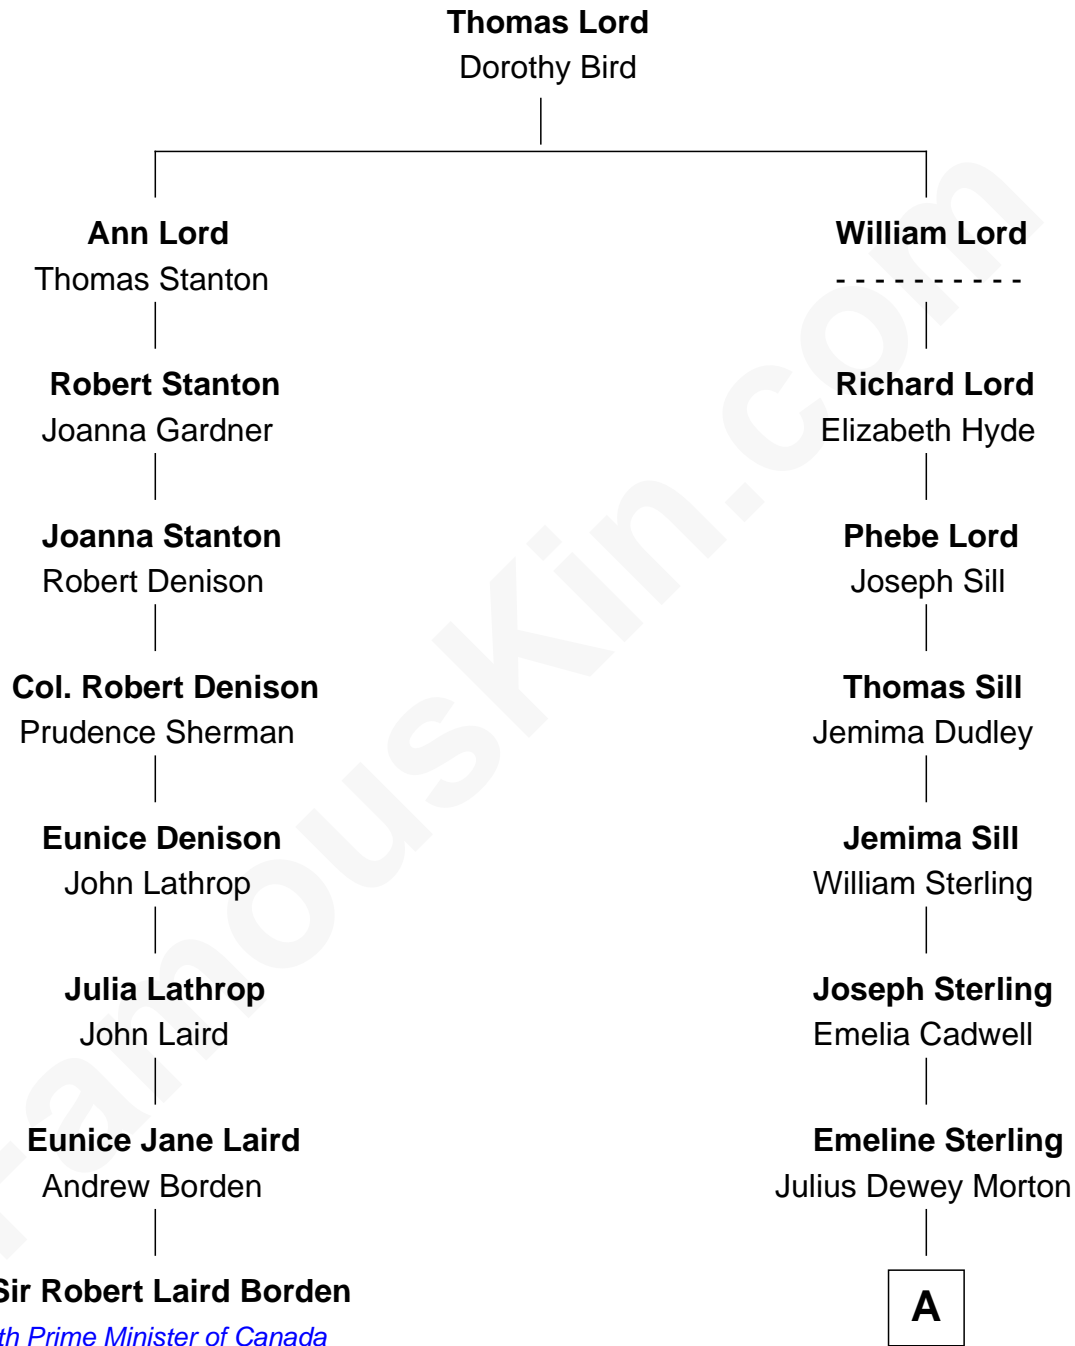 Thomas Lord
Dorothy Bird
Ann Lord
Thomas Stanton
William Lord
- - - - - - - - - -
Robert Stanton
Joanna Gardner
Richard Lord
Elizabeth Hyde
Joanna Stanton
Robert Denison
Phebe Lord
Joseph Sill
Col. Robert Denison
Prudence Sherman
Thomas Sill
Jemima Dudley
Eunice Denison
John Lathrop
Jemima Sill
William Sterling
Julia Lathrop
John Laird
Joseph Sterling
Emelia Cadwell
Eunice Jane Laird
Andrew Borden
Emeline Sterling
Julius Dewey Morton
Sir Robert Laird Borden
th Prime Minister of Canada
A
FamousKin.com